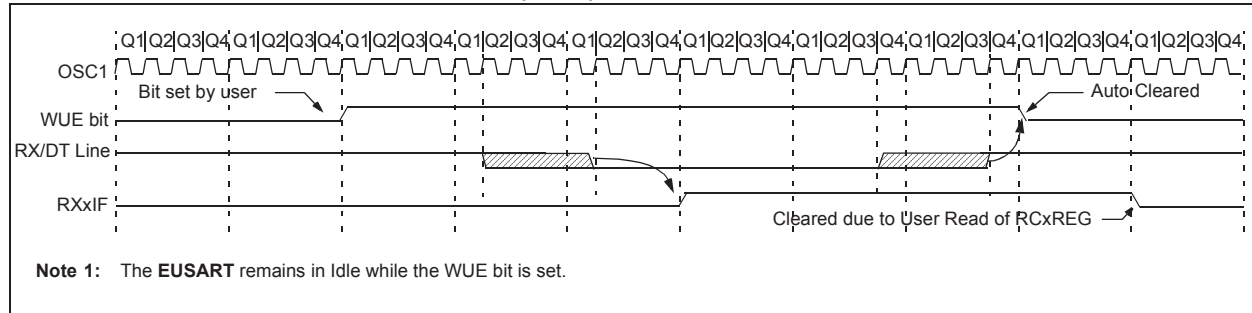 Q1|Q2|Q3|Q4|Q1|Q2|Q3|Q4|Q1|Q2|Q3|Q4|Q1|Q2|Q3|Q4|Q1|Q2|Q3|Q4|Q1|Q2|Q3|Q4|Q1|Q2|Q3|Q4|Q1|Q2|Q3|Q4|Q1|Q2|Q3|Q4|Q1|Q2|Q3|Q4
OSC1
Bit set by user
Auto Cleared
WUE bit
RX/DT Line
RXxIF
Cleared due to User Read of RCxREG
Note 1: The EUSART remains in Idle while the WUE bit is set.